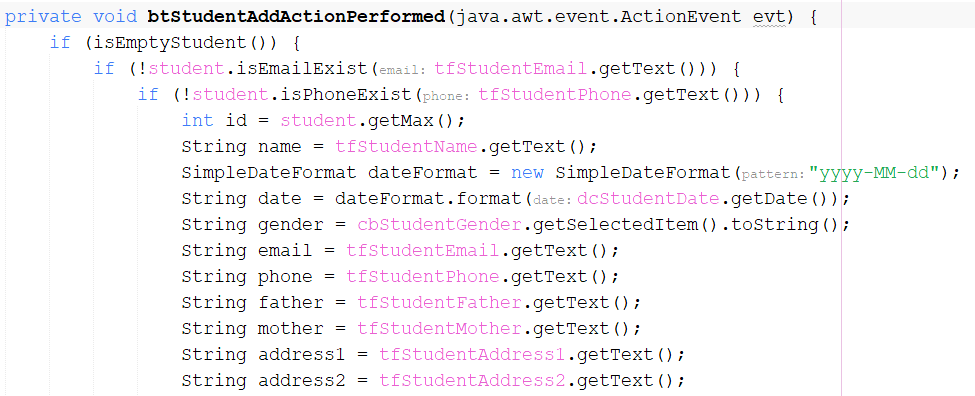 private void btStudentAddActionPerformed(java.awt.event.ActionEvent evt) {
if (isEmptyStudent()) {
if (!student.isEmailExist(email: tfStudentEmail.getText())) {
if (!student.isPhoneExist(phone: tfStudentPhone.getText())) {
int id = student.getMax();
String name = tfStudentName.getText();
SimpleDateFormat dateFormat = new SimpleDateFormat(pattern: "yyyy-MM-dd");
String date = dateFormat.format(date: dcStudentDate.getDate());
String gender = cbStudentGender.getSelectedItem().toString();
String email = tfStudentEmail.getText();
String phone = tfStudentPhone.getText();
String father = tfStudentFather.getText();
String mother = tfStudentMother.getText();
String address1 = tfStudentAddress1.getText();
String address2 = tfStudentAddress2.getText();